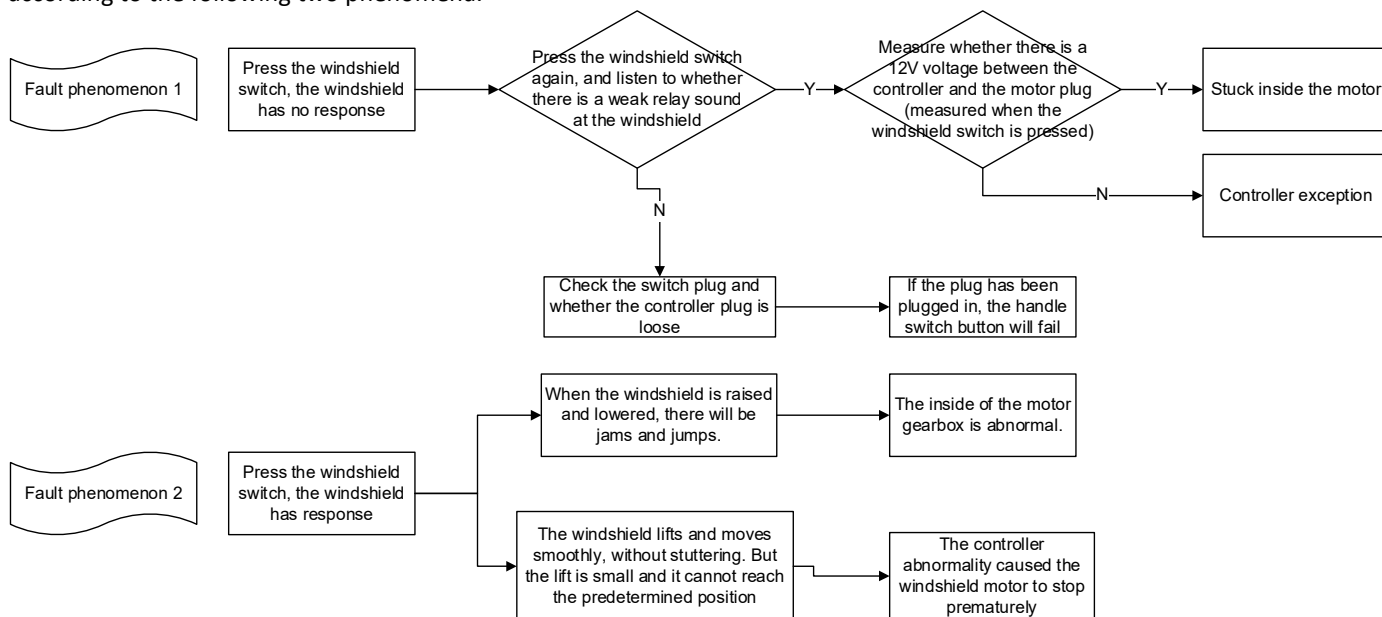 according to the following two phenomena:
Fault phenomenon 1
Press the windshield
switch, the windshield
has no response
Press the windshield switch
again, and listen to whether
there is a weak relay sound
at the windshield
Y
Measure whether there is a
12V voltage between the
controller and the motor plug
(measured when the
windshield switch is pressed)
Y
Stuck inside the motor
N
Controller exception
N
Check the switch plug and
whether the controller plug is
loose
If the plug has been
plugged in, the handle
switch button will fail
Fault phenomenon 2
Press the windshield
switch, the windshield
has response
When the windshield is raised
and lowered, there will be
jams and jumps.
The inside of the motor
gearbox is abnormal.
The windshield lifts and moves
smoothly, without stuttering. But
the lift is small and it cannot reach
the predetermined position
The controller
abnormality caused the
windshield motor to stop
prematurely